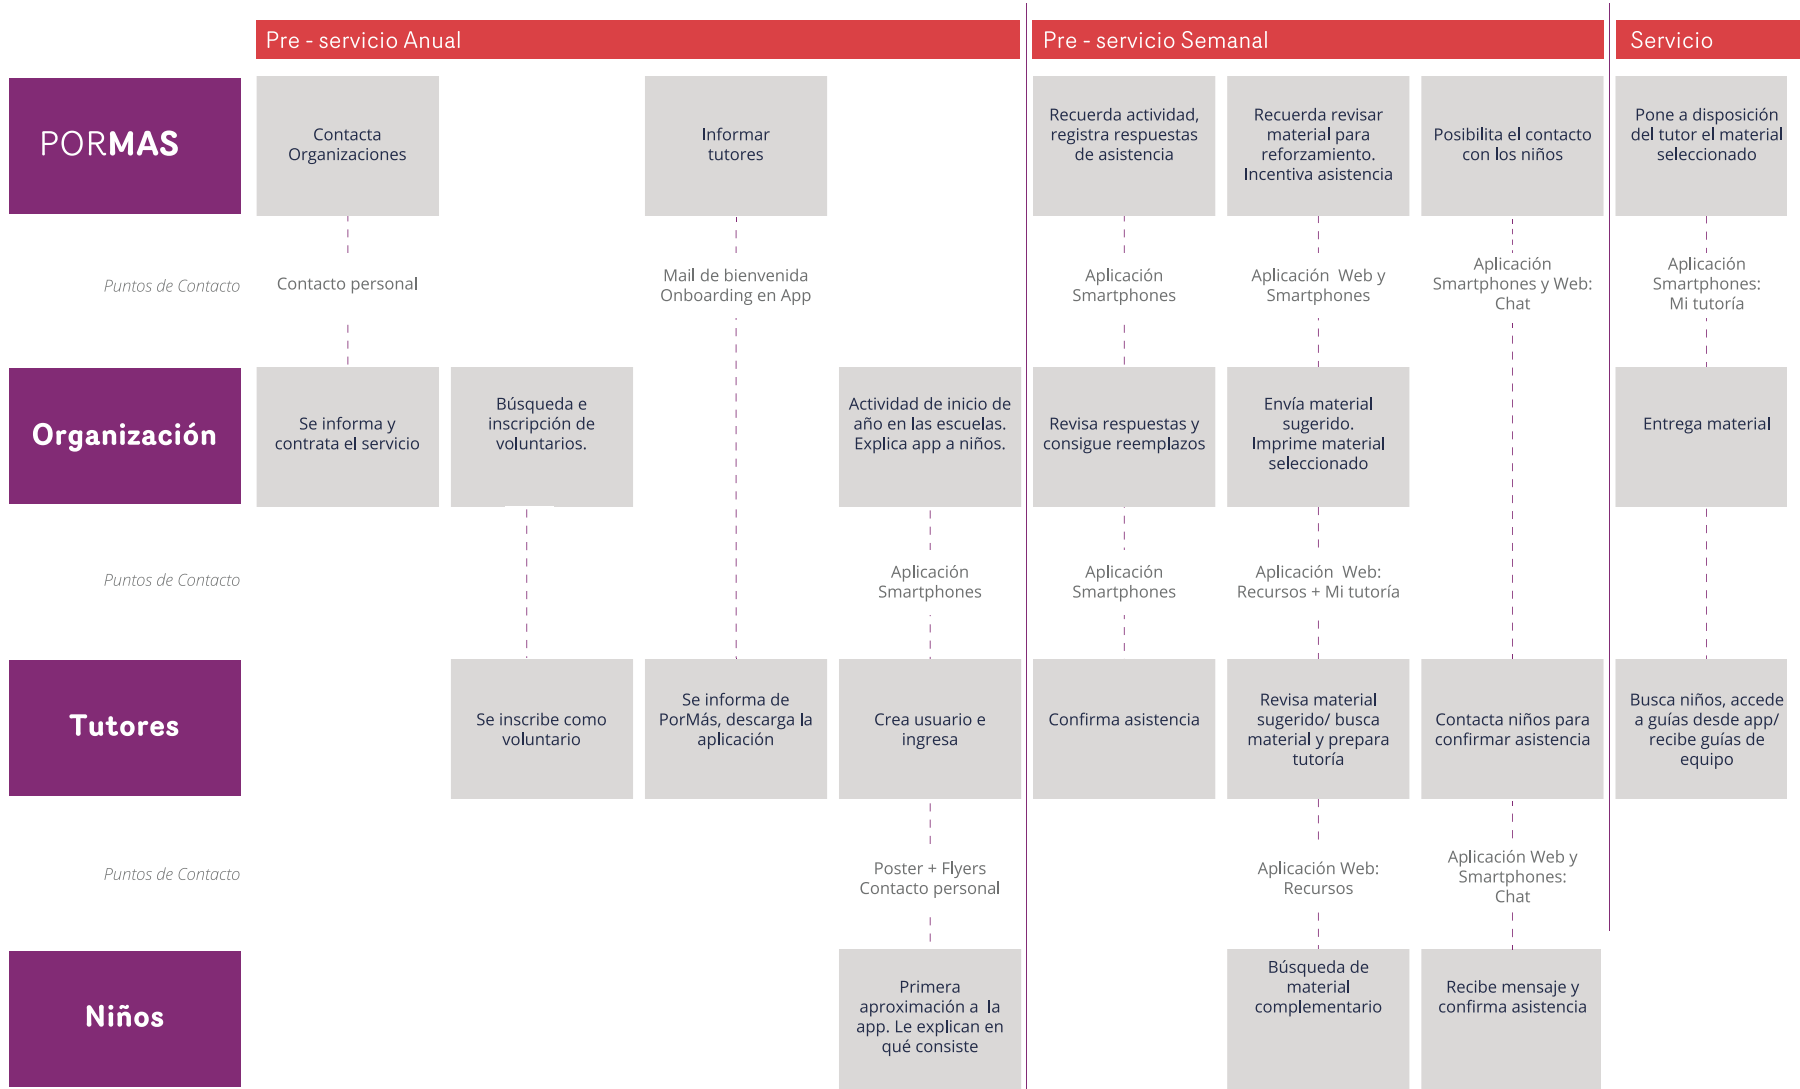 Pre - servicio Anual
Pre - servicio Semanal
Servicio
PORMAS
Contacta
Organizaciones
Informar
tutores
Recuerda actividad,
registra respuestas
de asistencia
Recuerda revisar
material para
reforzamiento.
Incentiva asistencia
Posibilita el contacto
con los niños
Pone a disposición
del tutor el material
seleccionado
Puntos de Contacto
Contacto personal
Mail de bienvenida
Onboarding en App
Aplicación
Smartphones
Aplicación Web y
Smartphones
Aplicación
Smartphones y Web:
Chat
Aplicación
Smartphones:
Mi tutoría
Organización
Se informa y
contrata el servicio
Búsqueda e
inscripción de
voluntarios.
Actividad de inicio de
año en las escuelas.
Explica app a niños.
Revisa respuestas y
consigue reemplazos
Envía material
sugerido.
Imprime material
seleccionado
Entrega material
Puntos de Contacto
Aplicación
Smartphones
Aplicación
Smartphones
Aplicación Web:
Recursos + Mi tutoría
Tutores
Se inscribe como
voluntario
Se informa de
PorMás, descarga la
aplicación
Crea usuario e
ingresa
Confirma asistencia
Revisa material
sugerido/ busca
material y prepara
tutoría
Contacta niños para
confirmar asistencia
Busca niños, accede
a guías desde app/
recibe guías de
equipo
Puntos de Contacto
Poster + Flyers
Contacto personal
Aplicación Web:
Recursos
Aplicación Web y
Smartphones:
Chat
Niños
Primera
aproximación a la
app. Le explican en
qué consiste
Búsqueda de
material
complementario
Recibe mensaje y
confirma asistencia